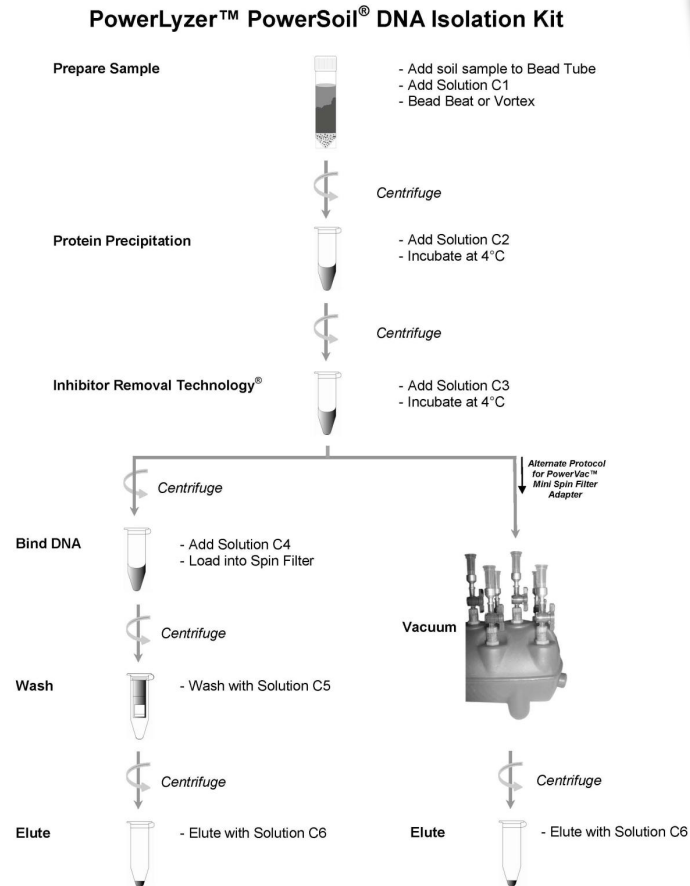 PowerLyzer™ PowerSoil® DNA Isolation Kit
Prepare Sample
- Add soil sample to Bead Tube
- Add Solution C1
- Bead Beat or Vortex
Centrifuge
Protein Precipitation
- Add Solution C2
- Incubate at 4°C
Centrifuge
Inhibitor Removal Technology®
- Add Solution C3
- Incubate at 4°C
Alternate Protocol
for PowerVac™
Mini Spin Filter
Adapter
Centrifuge
Bind DNA
- Add Solution C4
- Load into Spin Filter
Centrifuge
Vacuum
Wash
- Wash with Solution C5
Centrifuge
Centrifuge
Elute
- Elute with Solution C6
Elute
- Elute with Solution C6